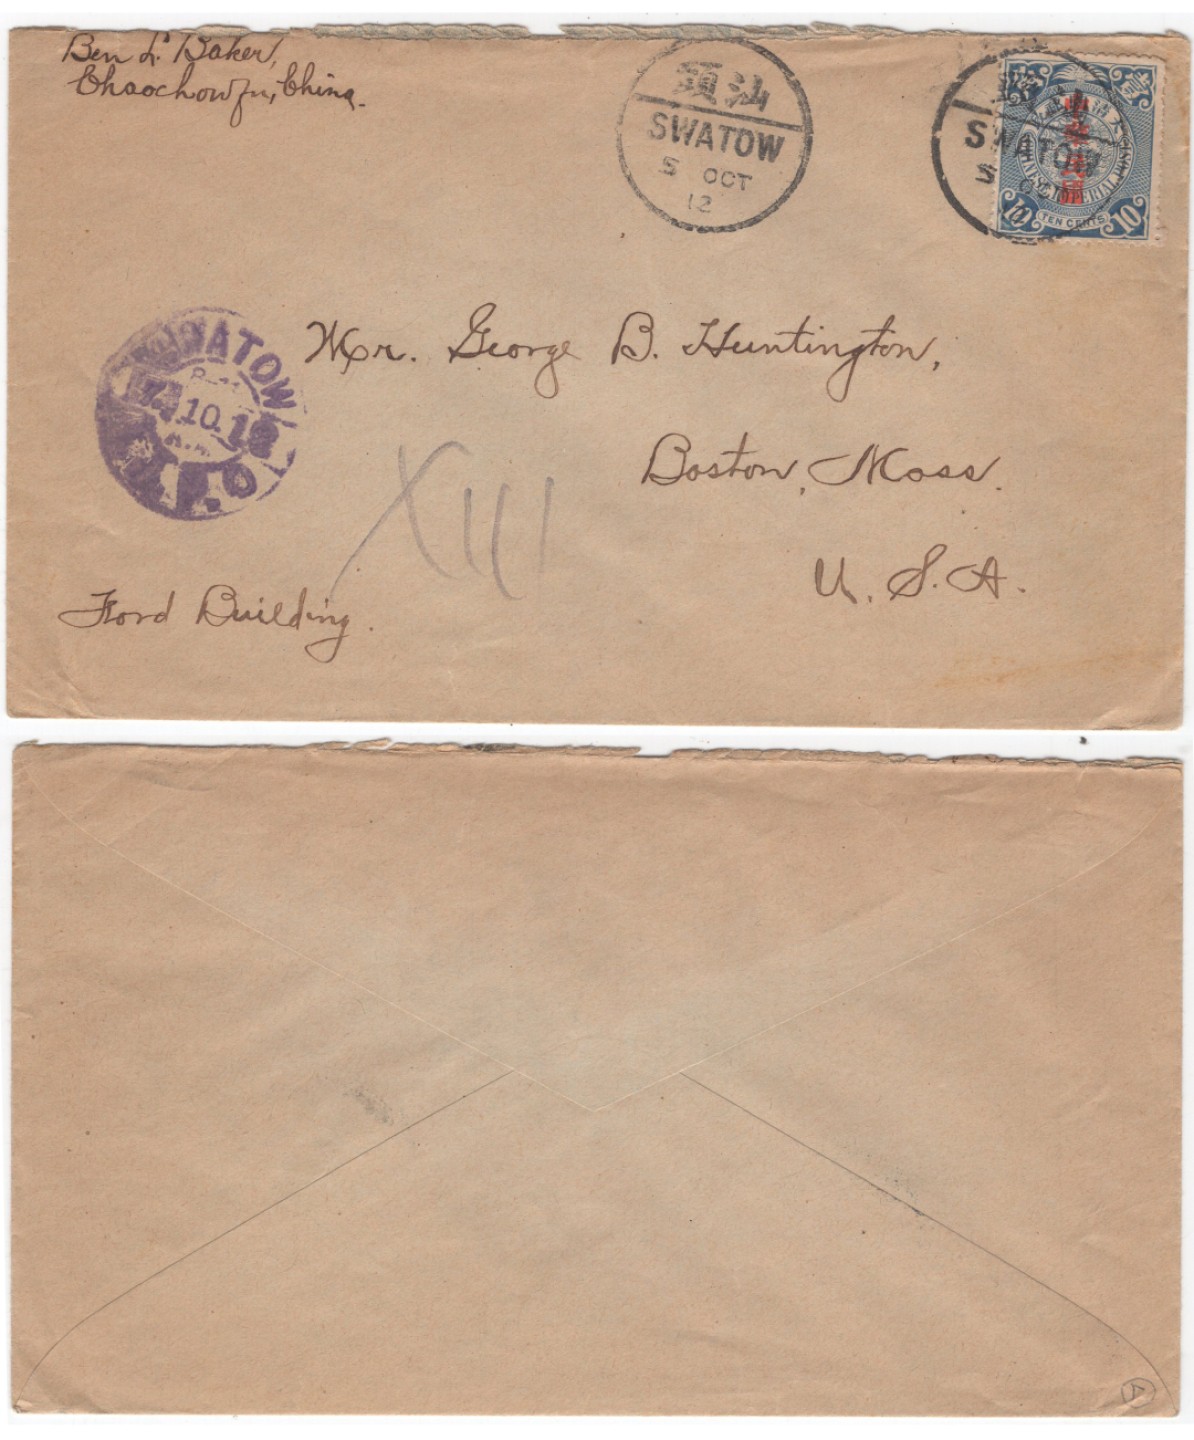 Ben L. Baker,
Chaochowfu, China.
頭汕
SWATOW
5 OCT
12
SWATOW
5
TEN CENTS
10
10
SWATOW
10.12
Mr. George B. Huntington,
Boston, Mass.
U. S. A.
XIII
Ford Building.